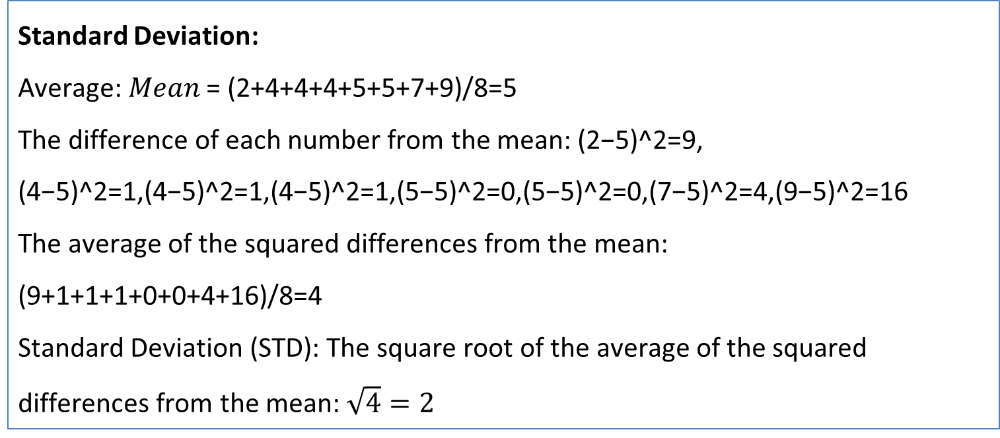 Standard Deviation:
Average: Mean = (2+4+4+4+5+5+7+9)/8=5
The difference of each number from the mean: (2−5)^2=9,
(4−5)^2=1,(4−5)^2=1,(4−5)^2=1,(5−5)^2=0,(5−5)^2=0,(7−5)^2=4,(9−5)^2=16
The average of the squared differences from the mean:
(9+1+1+1+0+0+4+16)/8=4
Standard Deviation (STD): The square root of the average of the squared
differences from the mean: √4 = 2